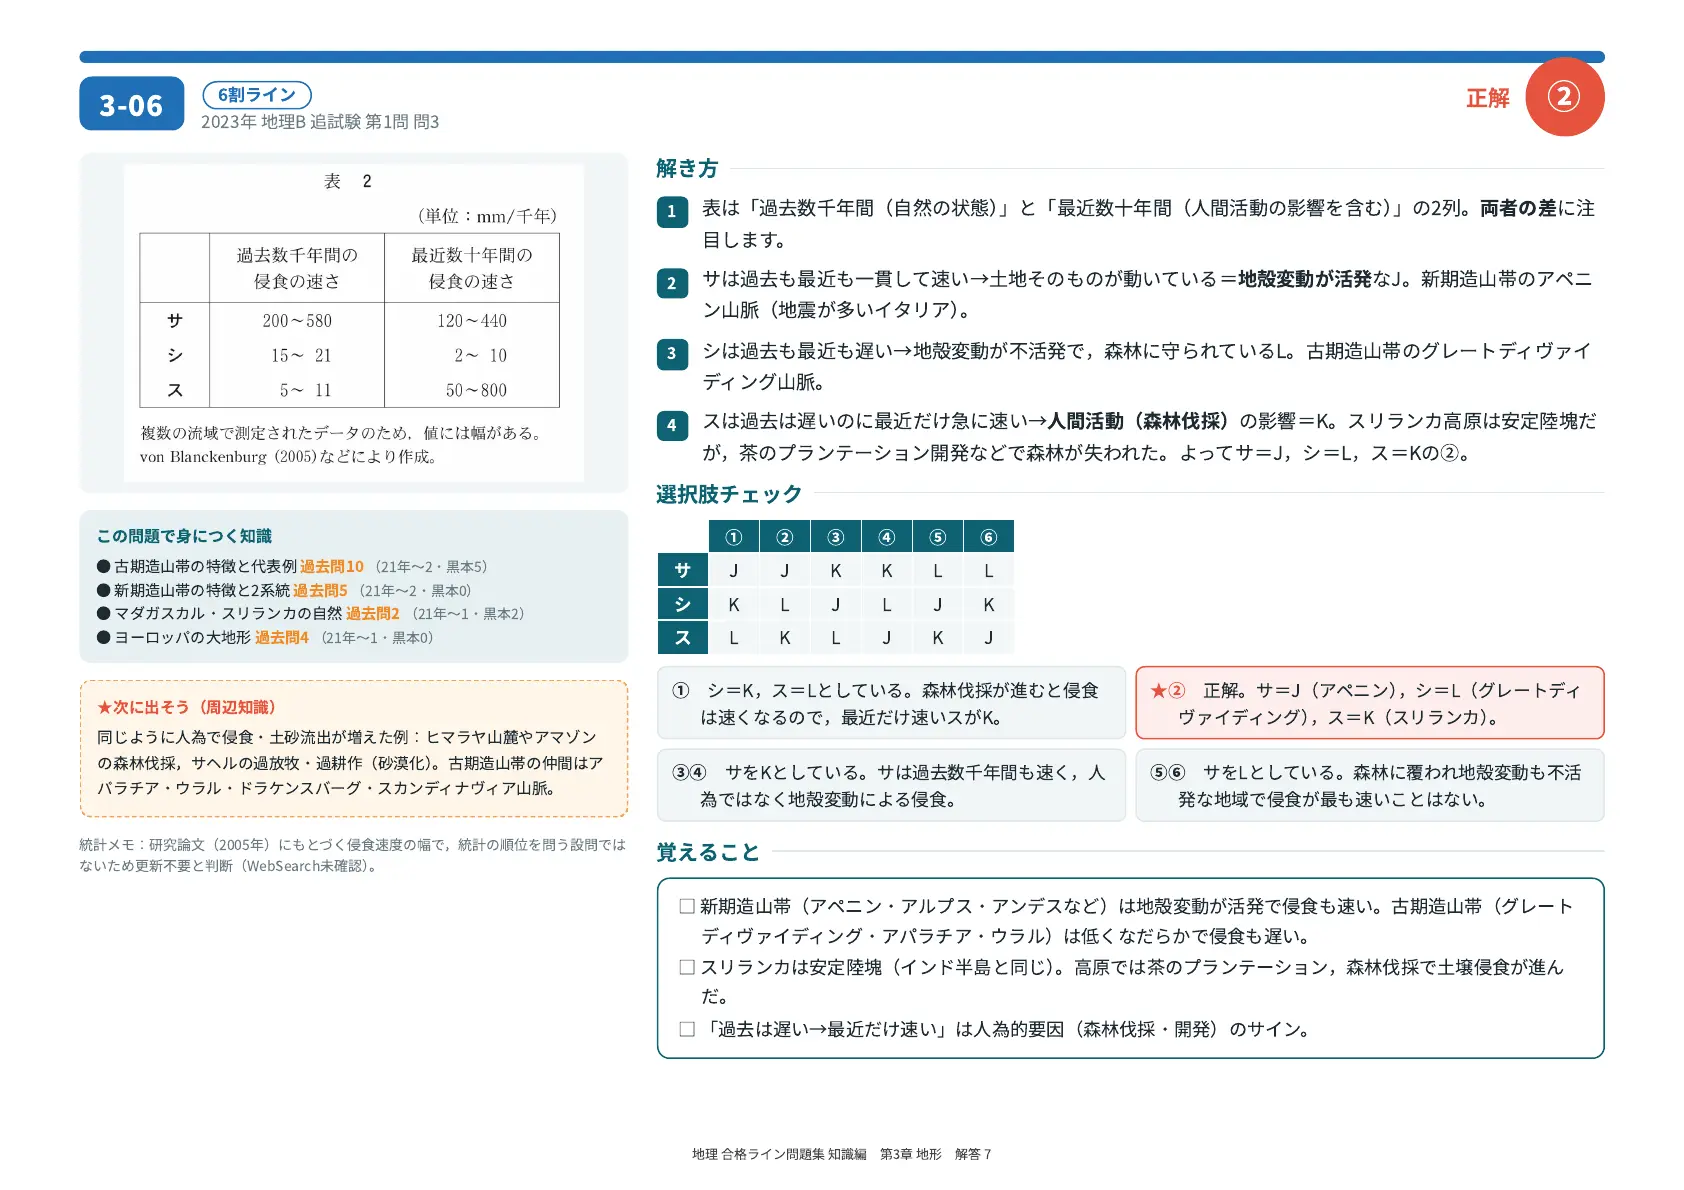 3-06
6割ライン
2023年 地理B 追試験 第1問 問3
正解 ②
表 2
(単位：mm/千年)
過去数千年間の侵食の速さ 最近数十年間の侵食の速さ
サ 200～580 120～440
シ 15～ 21 2～ 10
ス 5～ 11 50～800
複数の流域で測定されたデータのため，値には幅がある。
von Blanckenburg (2005)などにより作成。
この問題で身につく知識
●古期造山帯の特徴と代表例 過去問10 （21年～2・黒本5）
●新期造山帯の特徴と2系統 過去問5 （21年～2・黒本0）
●マダガスカル・スリランカの自然 過去問2 （21年～1・黒本2）
●ヨーロッパの大地形 過去問4 （21年～1・黒本0）
★次に出そう（周辺知識）
同じように人為で侵食・土砂流出が増えた例：ヒマラヤ山麓やアマゾン
の森林伐採，サヘルの過放牧・過耕作（砂漠化）。古期造山帯の仲間はア
パラチア・ウラル・ドラケンスバーグ・スカンディナヴィア山脈。
統計メモ：研究論文（2005年）にもとづく侵食速度の幅で，統計の順位を問う設問では
ないため更新不要と判断（WebSearch未確認）。
解き方
1 表は「過去数千年間（自然の状態）」と「最近数十年間（人間活動の影響を含む）」の2列。両者の差に注
目します。
2 サは過去も最近も一貫して速い→土地そのものが動いている＝地殻変動が活発なJ。新期造山帯のアペニ
ン山脈（地震が多いイタリア）。
3 シは過去も最近も遅い→地殻変動が不活発で，森林に守られているL。古期造山帯のグレートディヴァイ
ディング山脈。
4 スは過去は遅いのに最近だけ急に速い→人間活動（森林伐採）の影響＝K。スリランカ高原は安定陸塊だ
が，茶のプランテーション開発などで森林が失われた。よってサ＝J，シ＝L，ス＝Kの②。
選択肢チェック
① ② ③ ④ ⑤ ⑥
サ J J K K L L
シ K L J L J K
ス L K L J K J
① シ＝K，ス＝Lとしている。森林伐採が進むと侵食
は速くなるので，最近だけ速いスがK。
★② 正解。サ＝J（アペニン），シ＝L（グレートディ
ヴァイディング），ス＝K（スリランカ）。
③④ サをKとしている。サは過去数千年間も速く，人
為ではなく地殻変動による侵食。
⑤⑥ サをLとしている。森林に覆われ地殻変動も不活
発な地域で侵食が最も速いことはない。
覚えること
□ 新期造山帯（アペニン・アルプス・アンデスなど）は地殻変動が活発で侵食も速い。古期造山帯（グレート
ディヴァイディング・アパラチア・ウラル）は低くなだらかで侵食も遅い。
□ スリランカは安定陸塊（インド半島と同じ）。高原では茶のプランテーション，森林伐採で土壌侵食が進ん
だ。
□ 「過去は遅い→最近だけ速い」は人為的要因（森林伐採・開発）のサイン。
地理 合格ライン問題集 知識編 第3章 地形 解答 7